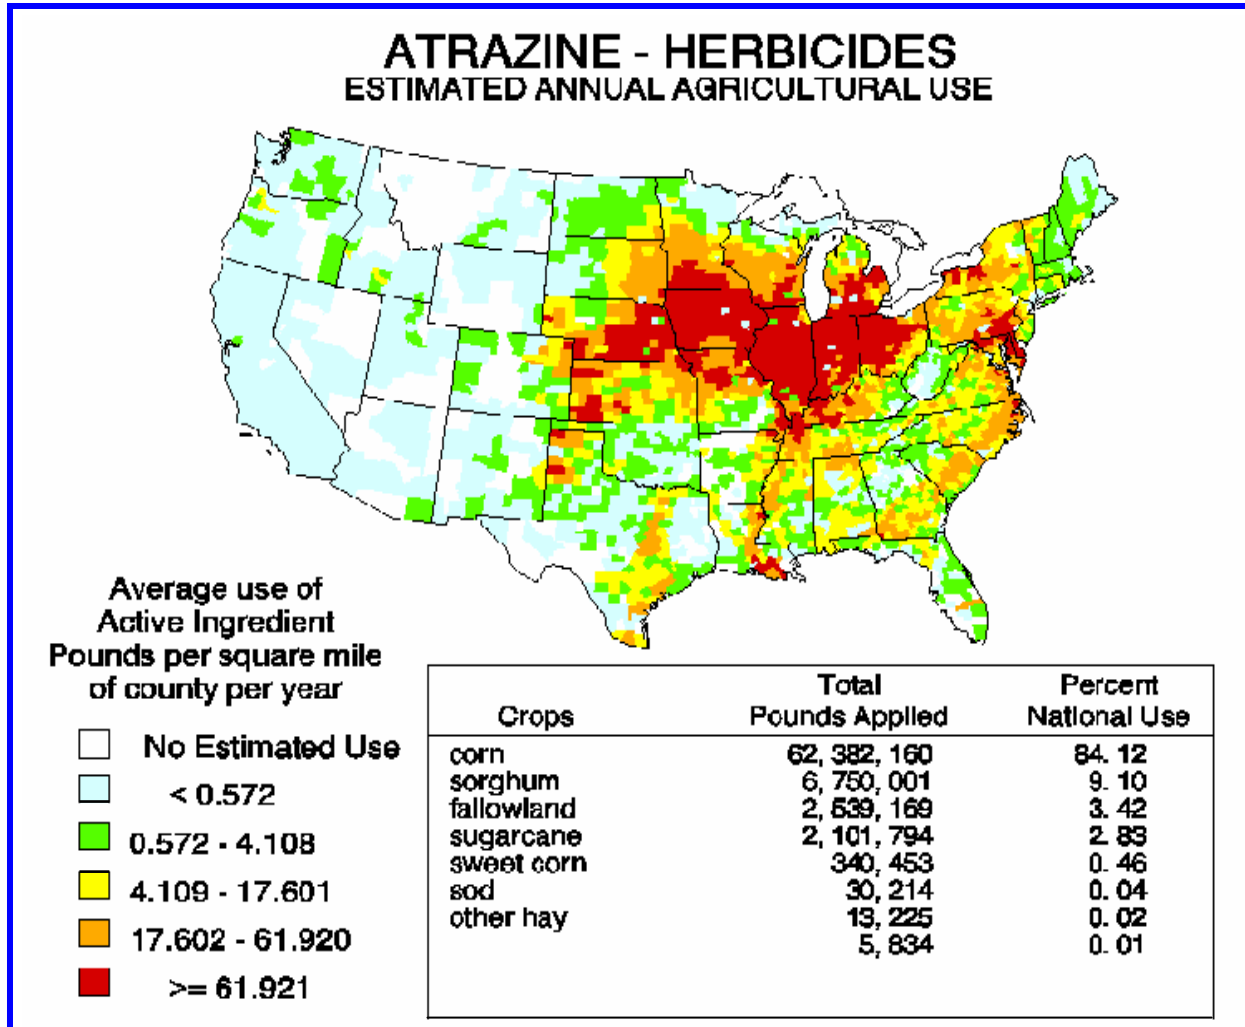 ATRAZINE - HERBICIDES
ESTIMATED ANNUAL AGRICULTURAL USE
Average use of
Active Ingredient
Pounds per square mile
of county per year
No Estimated Use
< 0.572
0.572 - 4.108
4.109 - 17.601
17.602 - 61.920
>= 61.921
Total Percent
Crops Pounds Applied National Use
corn 62, 382, 160 84. 12
sorghum 6, 750, 001 9. 10
fallowland 2, 539, 169 3. 42
sugarcane 2, 101, 794 2. 83
sweet corn 340, 453 0. 46
sod 30, 214 0. 04
other hay 13, 225 0. 02
5, 834 0. 01